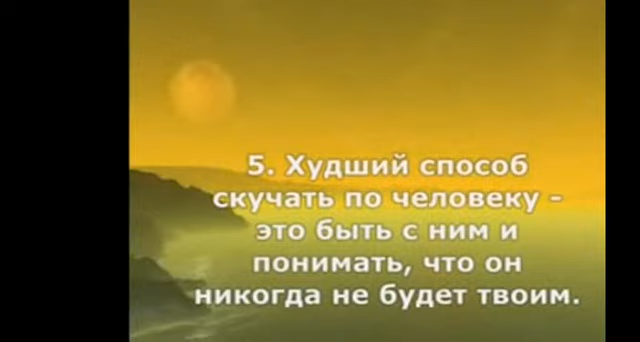 5. Худший способ
скучать по человеку -
это быть с ним и
понимать, что он
никогда не будет твоим.